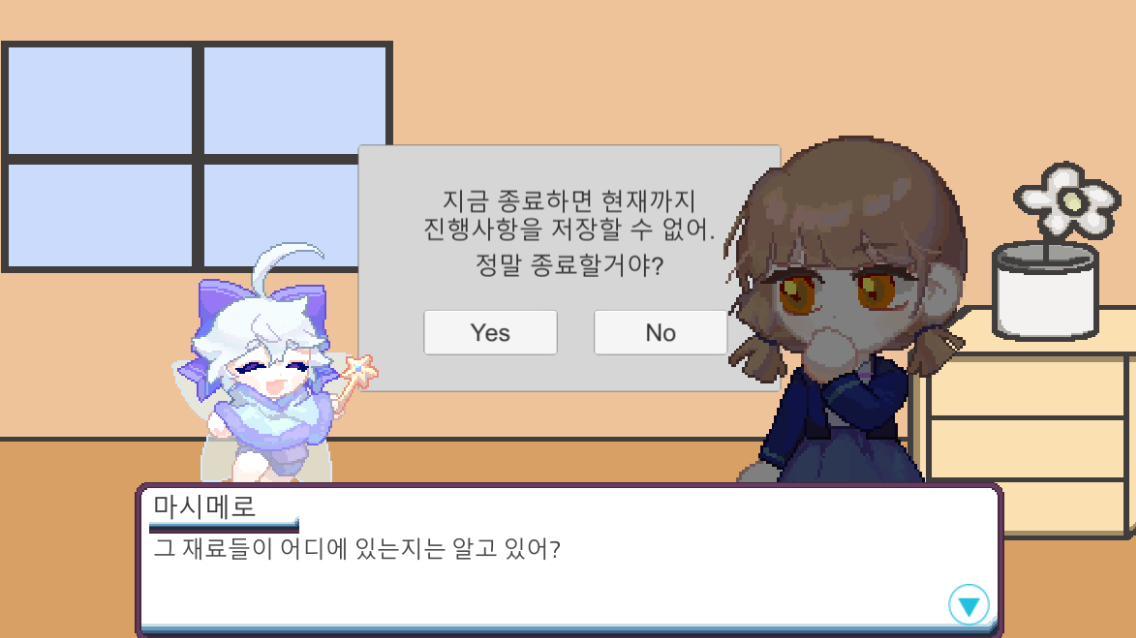 지금 종료하면 현재까지
진행사항을 저장할 수 없어.
정말 종료할거야?
Yes
No
마시메로
그 재료들이 어디에 있는지는 알고 있어?